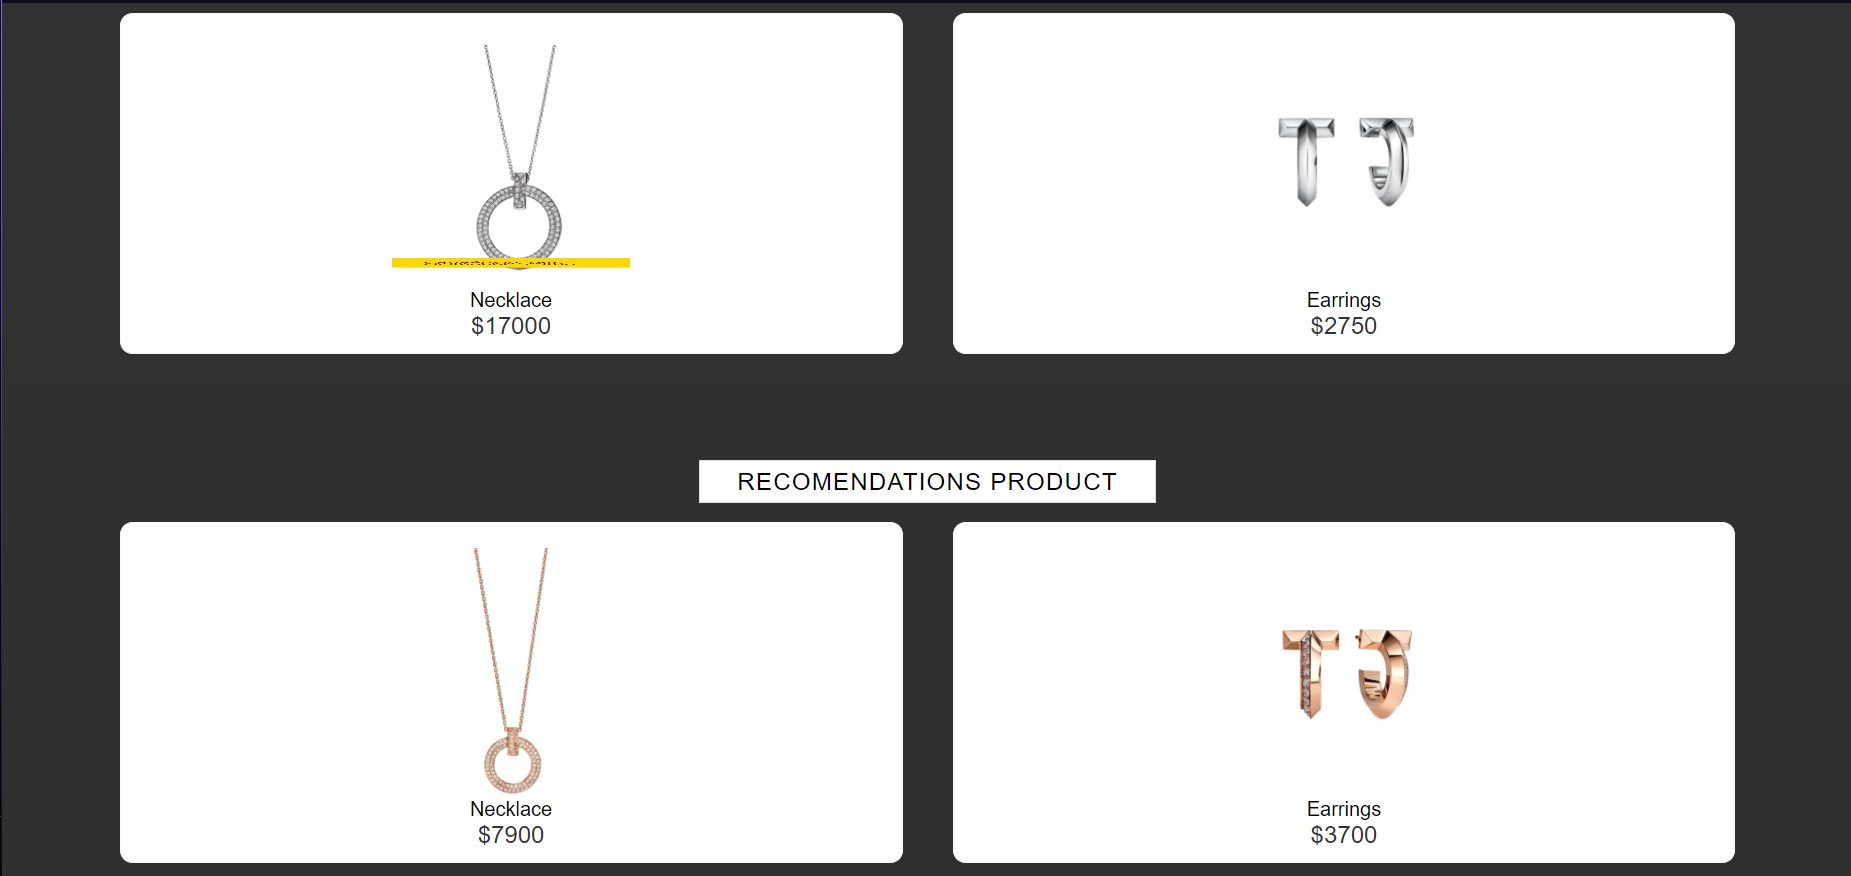 Necklace
$17000
Earrings
$2750
RECOMENDATIONS PRODUCT
Necklace
$7900
Earrings
$3700